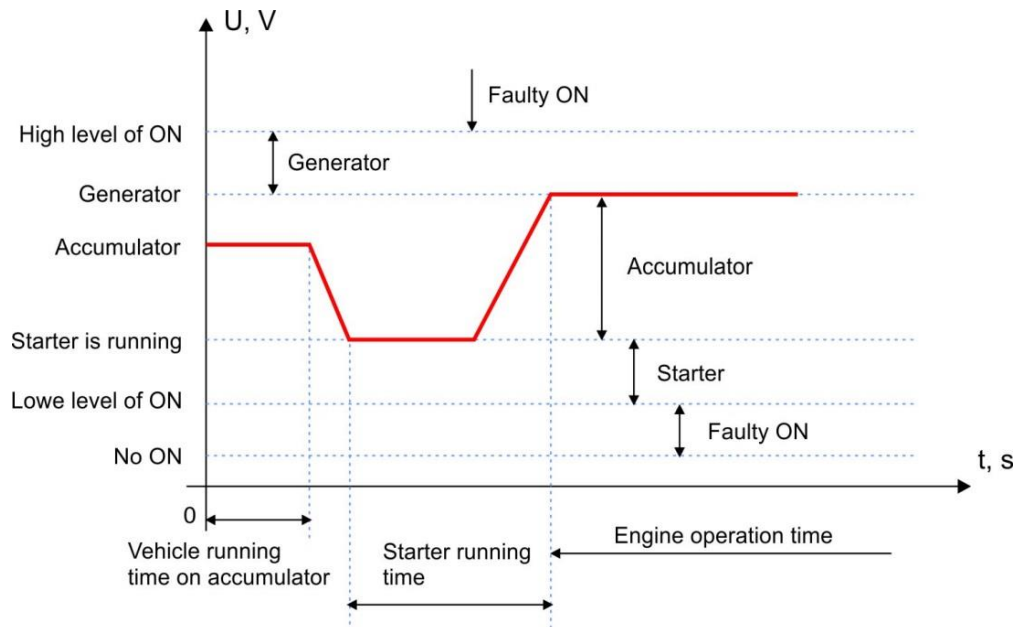 U, V
Faulty ON
High level of ON
Generator
Generator
Accumulator
Accumulator
Starter is running
Starter
Lowe level of ON
Faulty ON
No ON
t, s
0
Engine operation time
Vehicle running
time on accumulator
Starter running
time